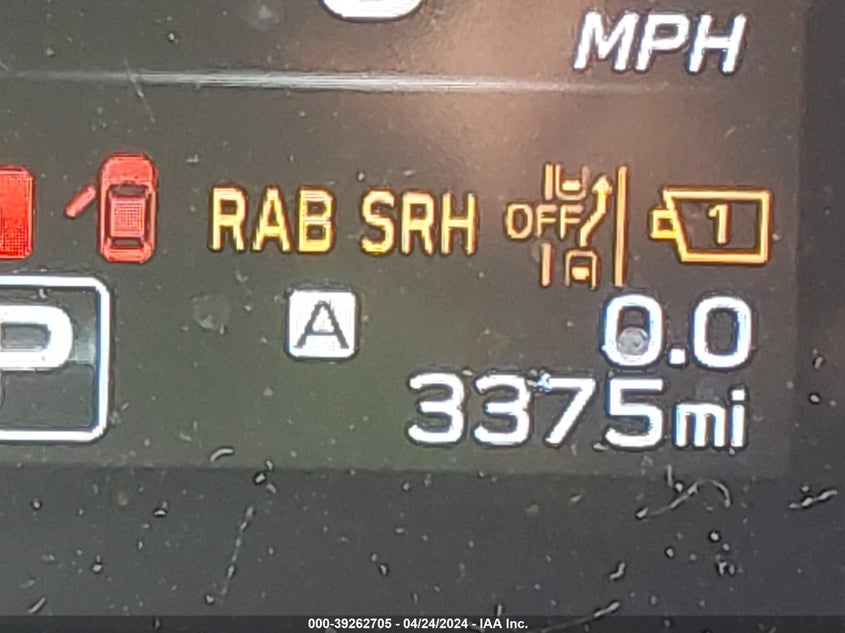 MPH
RAB SRH OFF 1
P A 0.0
3375mi
000-39262705 - 04/24/2024 - IAA Inc.